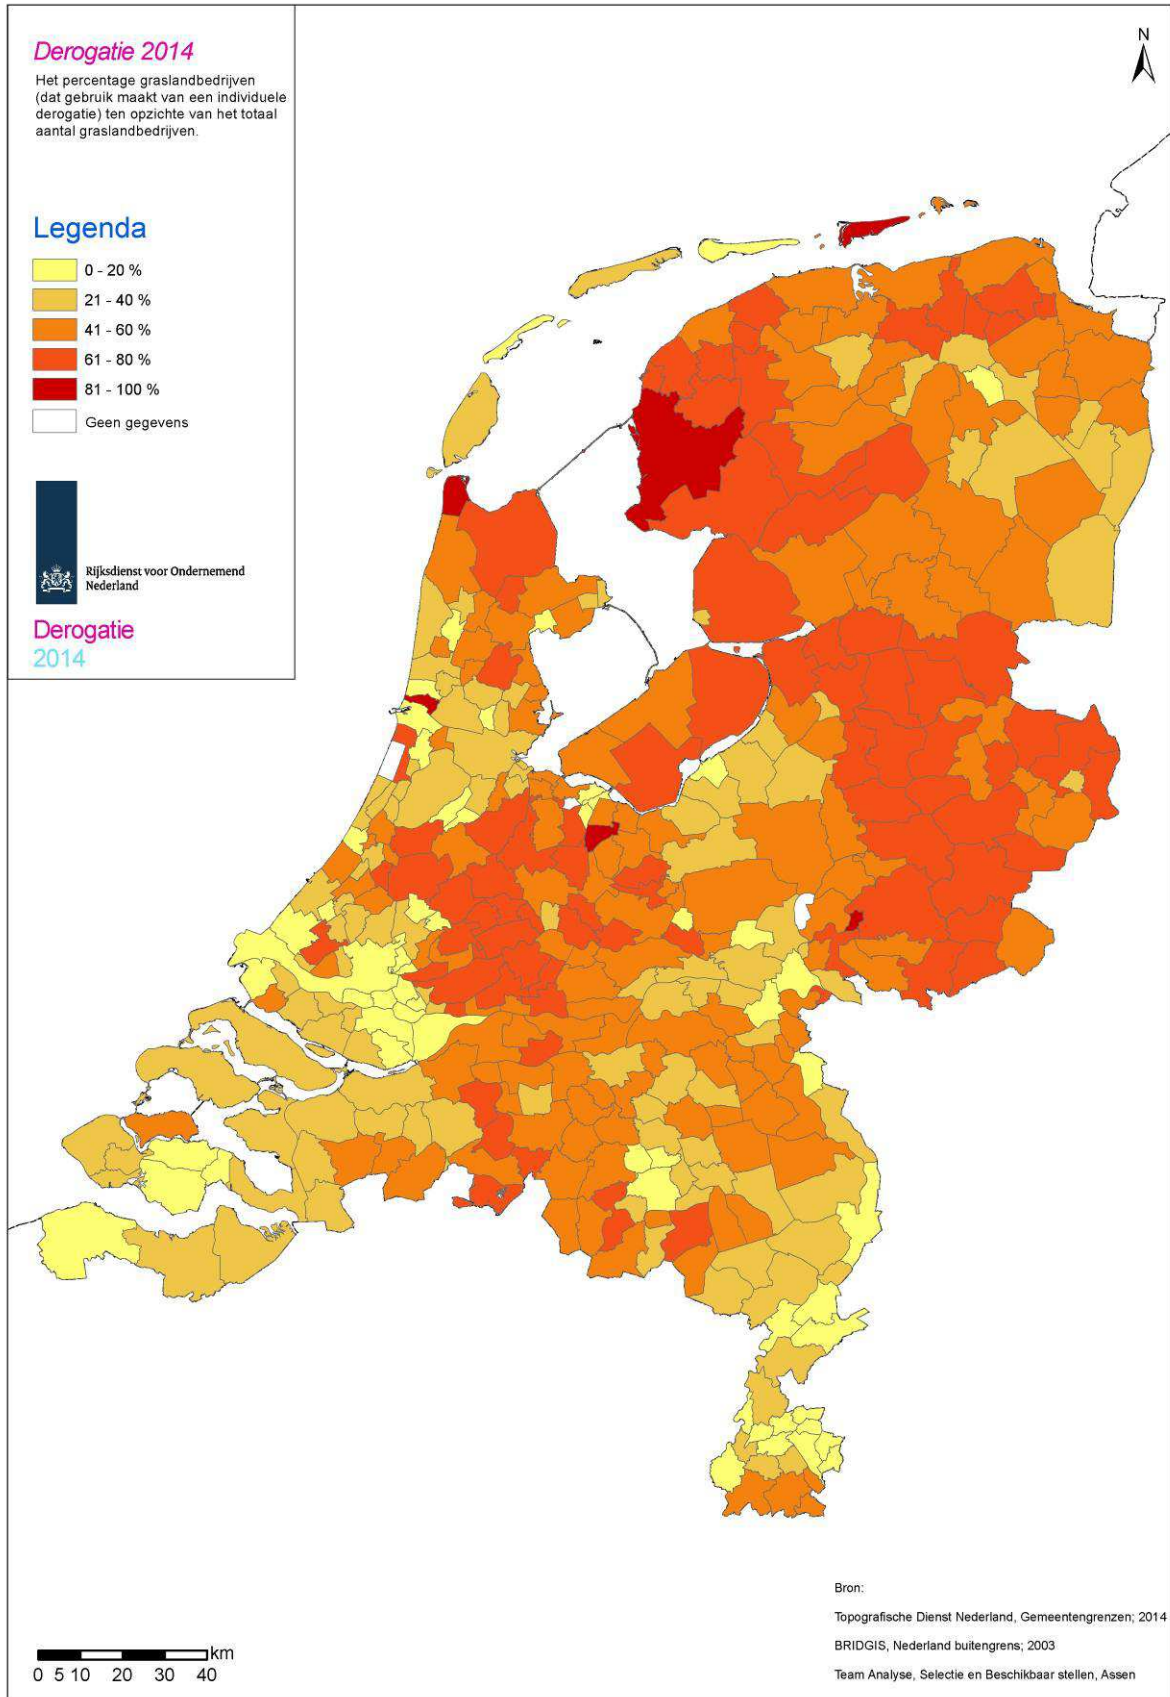 Derogatie 2014
Het percentage graslandbedrijven
(dat gebruik maakt van een individuele
derogatie) ten opzichte van het totaal
aantal graslandbedrijven.
Legenda
0 - 20 %
21 - 40 %
41 - 60 %
61 - 80 %
81 - 100 %
Geen gegevens
Rijksdienst voor Ondernemend
Nederland
Derogatie
2014
N
km
0 5 10 20 30 40
Bron:
Topografische Dienst Nederland, Gemeentengrenzen; 2014
BRIDGIS, Nederland buitengrens; 2003
Team Analyse, Selectie en Beschikbaar stellen, Assen